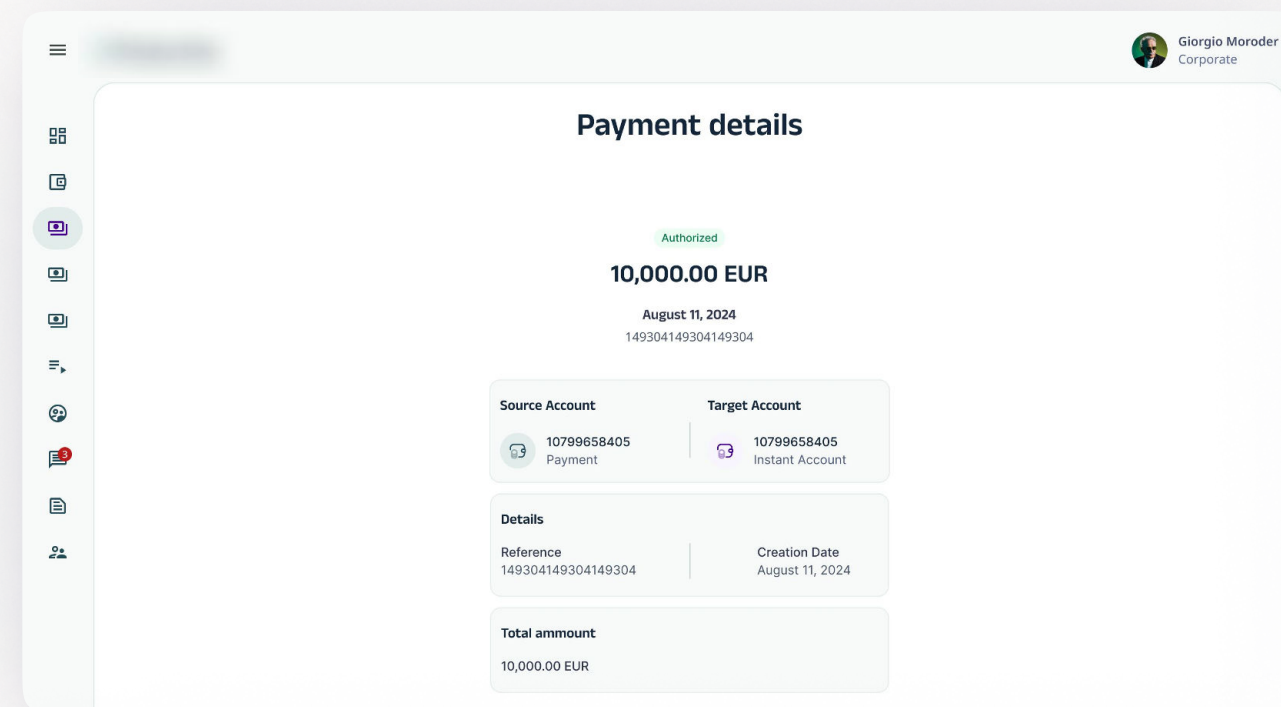 Giorgio Moroder
Corporate
Payment details
Authorized
10,000.00 EUR
August 11, 2024
149304149304149304
Source Account
10799658405
Payment
Target Account
10799658405
Instant Account
3
Details
Reference
149304149304149304
Creation Date
August 11, 2024
Total ammount
10,000.00 EUR